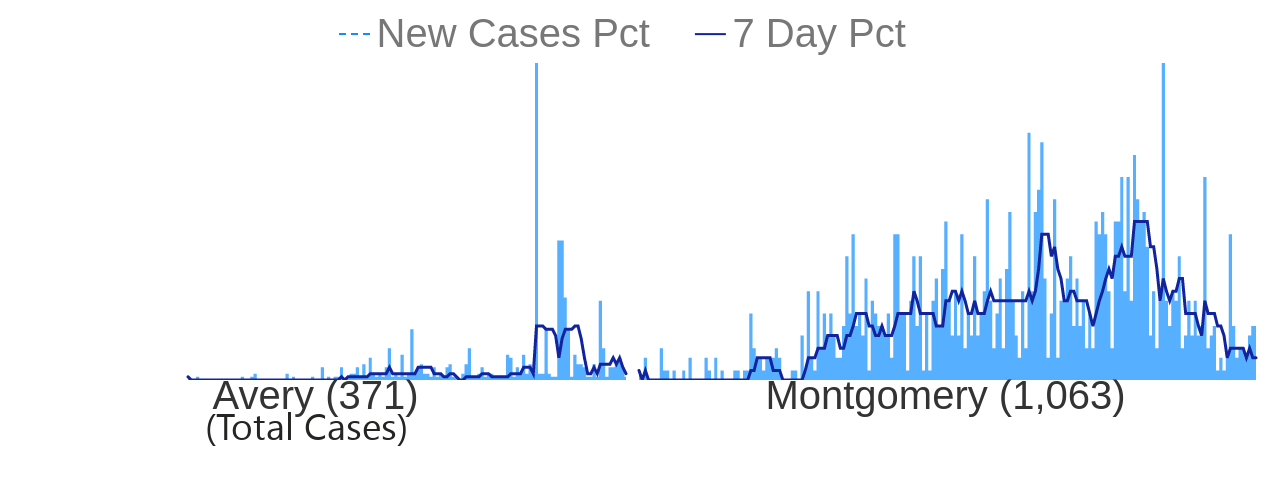 New Cases Pct 7 Day Pct
Avery (371) Montgomery (1,063)
(Total Cases)